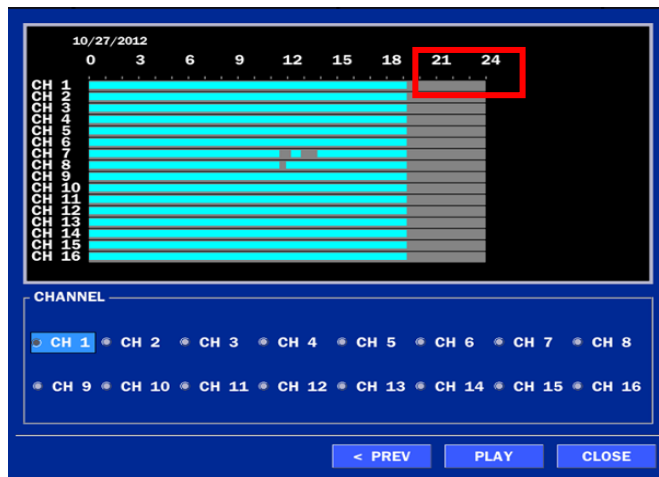 10/27/2012
0 3 6 9 12 15 18 21 24
CH 1
CH 2
CH 3
CH 4
CH 5
CH 6
CH 7
CH 8
CH 9
CH 10
CH 11
CH 12
CH 13
CH 14
CH 15
CH 16
CHANNEL
CH 1 CH 2 CH 3 CH 4 CH 5 CH 6 CH 7 CH 8
CH 9 CH 10 CH 11 CH 12 CH 13 CH 14 CH 15 CH 16
< PREV PLAY CLOSE